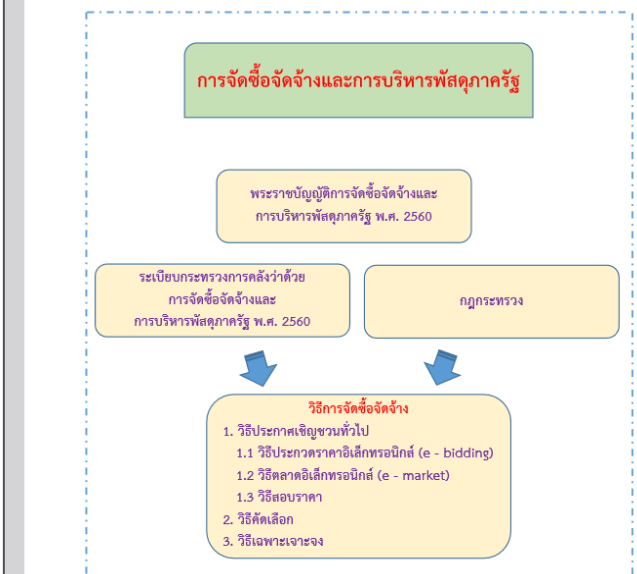 การจัดซื้อจัดจ้างและการบริหารพัสดุภาครัฐ
พระราชบัญญัติการจัดซื้อจัดจ้างและ
การบริหารพัสดุภาครัฐ พ.ศ. 2560
ระเบียบกระทรวงการคลังว่าด้วย
การจัดซื้อจัดจ้างและ
การบริหารพัสดุภาครัฐ พ.ศ. 2560
กฎกระทรวง
วิธีการจัดซื้อจัดจ้าง
1. วิธีประกาศเชิญชวนทั่วไป
1.1 วิธีประกวดราคาอิเล็กทรอนิกส์ (e - bidding)
1.2 วิธีตลาดอิเล็กทรอนิกส์ (e - market)
1.3 วิธีสอบราคา
2. วิธีคัดเลือก
3. วิธีเฉพาะเจาะจง